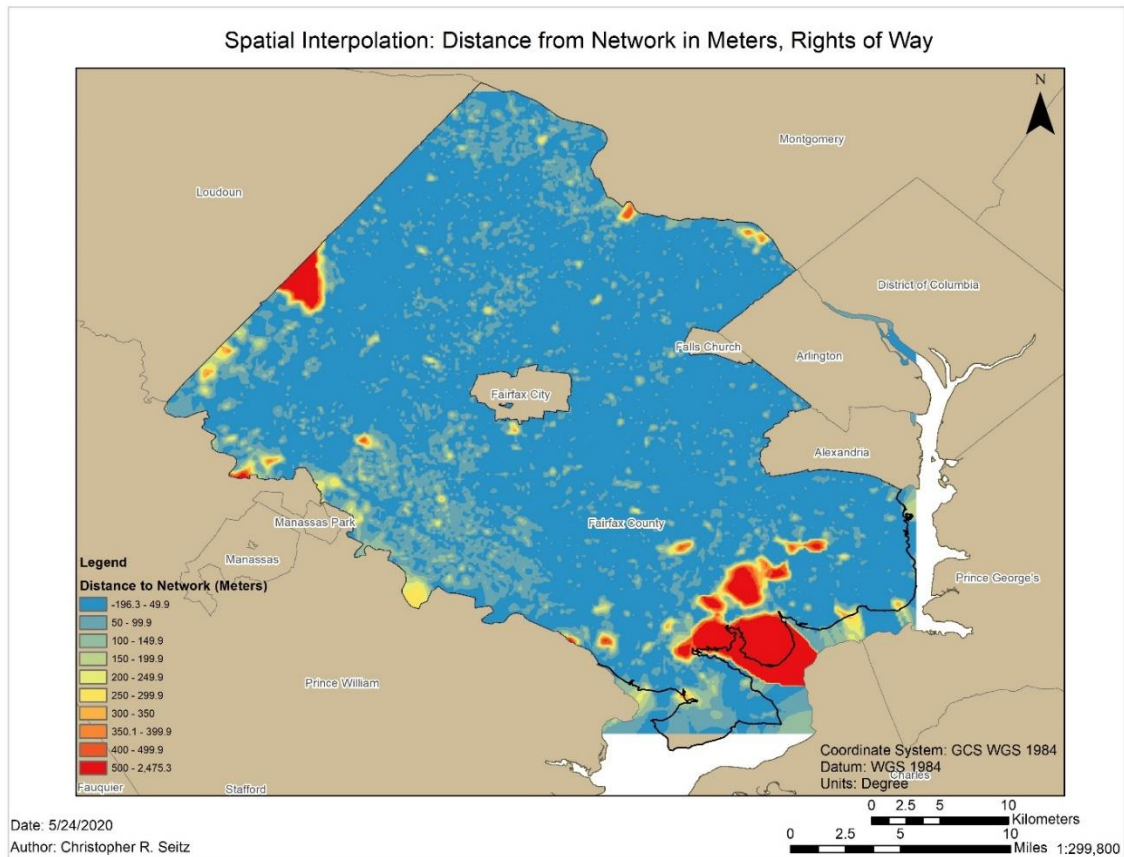 Spatial Interpolation: Distance from Network in Meters, Rights of Way
N
Montgomery
Loudoun
District of Columbia
Falls Church
Arlington
Fairfax City
Alexandria
Fairfax County
Manassas Park
Manassas
Prince George's
Prince William
Legend
Distance to Network (Meters)
-196.3 - 49.9
50 - 99.9
100 - 149.9
150 - 199.9
200 - 249.9
250 - 299.9
300 - 350
350.1 - 399.9
400 - 499.9
500 - 2,475.3
Fauquier
Stafford
Coordinate System: GCS WGS 1984
Datum: WGS 1984
Charles
Units: Degree
0 2.5 5 10
Kilometers
0 2.5 5 10
Miles 1:299,800
Date: 5/24/2020
Author: Christopher R. Seitz